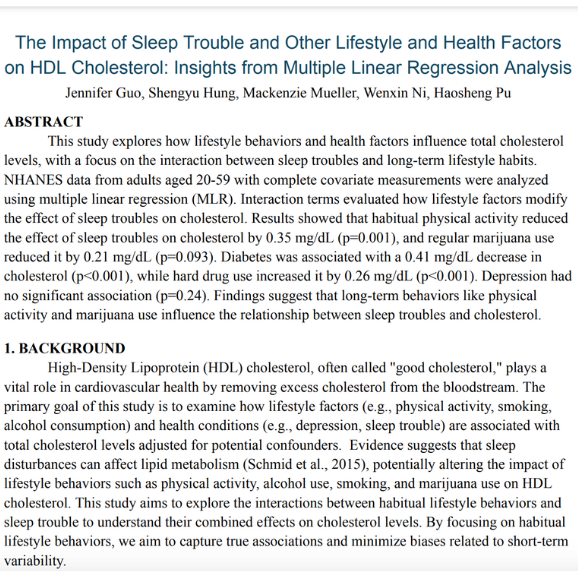 The Impact of Sleep Trouble and Other Lifestyle and Health Factors
on HDL Cholesterol: Insights from Multiple Linear Regression Analysis
Jennifer Guo, Shengyu Hung, Mackenzie Mueller, Wenxin Ni, Haosheng Pu
ABSTRACT
This study explores how lifestyle behaviors and health factors influence total cholesterol
levels, with a focus on the interaction between sleep troubles and long-term lifestyle habits.
NHANES data from adults aged 20-59 with complete covariate measurements were analyzed
using multiple linear regression (MLR). Interaction terms evaluated how lifestyle factors modify
the effect of sleep troubles on cholesterol. Results showed that habitual physical activity reduced
the effect of sleep troubles on cholesterol by 0.35 mg/dL (p=0.001), and regular marijuana use
reduced it by 0.21 mg/dL (p=0.093). Diabetes was associated with a 0.41 mg/dL decrease in
cholesterol (p<0.001), while hard drug use increased it by 0.26 mg/dL (p<0.001). Depression had
no significant association (p=0.24). Findings suggest that long-term behaviors like physical
activity and marijuana use influence the relationship between sleep troubles and cholesterol.
1. BACKGROUND
High-Density Lipoprotein (HDL) cholesterol, often called "good cholesterol," plays a
vital role in cardiovascular health by removing excess cholesterol from the bloodstream. The
primary goal of this study is to examine how lifestyle factors (e.g., physical activity, smoking,
alcohol consumption) and health conditions (e.g., depression, sleep trouble) are associated with
total cholesterol levels adjusted for potential confounders. Evidence suggests that sleep
disturbances can affect lipid metabolism (Schmid et al., 2015), potentially altering the impact of
lifestyle behaviors such as physical activity, alcohol use, smoking, and marijuana use on HDL
cholesterol. This study aims to explore the interactions between habitual lifestyle behaviors and
sleep trouble to understand their combined effects on cholesterol levels. By focusing on habitual
lifestyle behaviors, we aim to capture true associations and minimize biases related to short-term
variability.